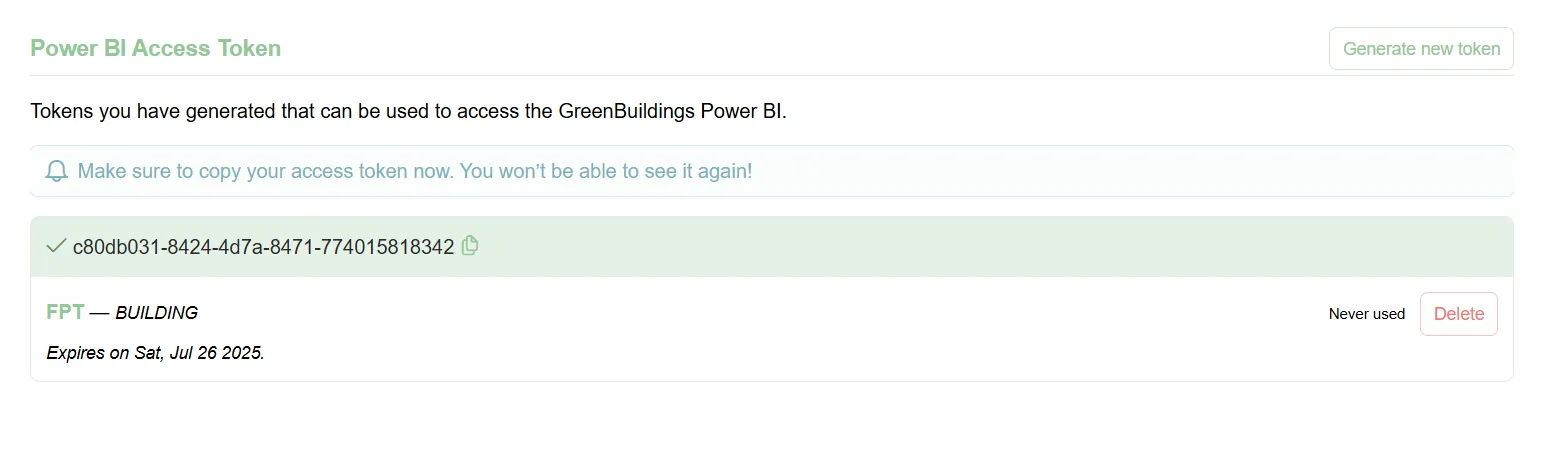 Power BI Access Token
Generate new token
Tokens you have generated that can be used to access the GreenBuildings Power BI.
Make sure to copy your access token now. You won’t be able to see it again!
c80db031-8424-4d7a-8471-774015818342
FPT — BUILDING
Never used
Delete
Expires on Sat, Jul 26 2025.